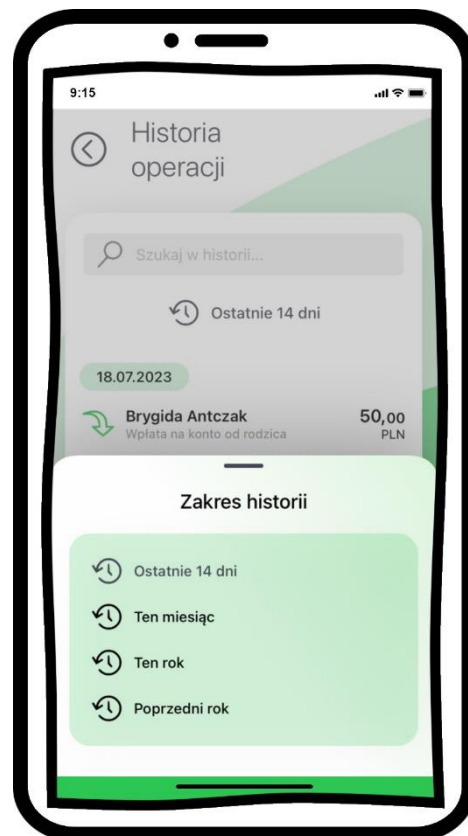 9:15
Historia
operacji
Szukaj w historii...
Ostatnie 14 dni
18.07.2023
Brygida Antczak 50,00
Wpłata na konto od rodzica PLN
Zakres historii
Ostatnie 14 dni
Ten miesiąc
Ten rok
Poprzedni rok